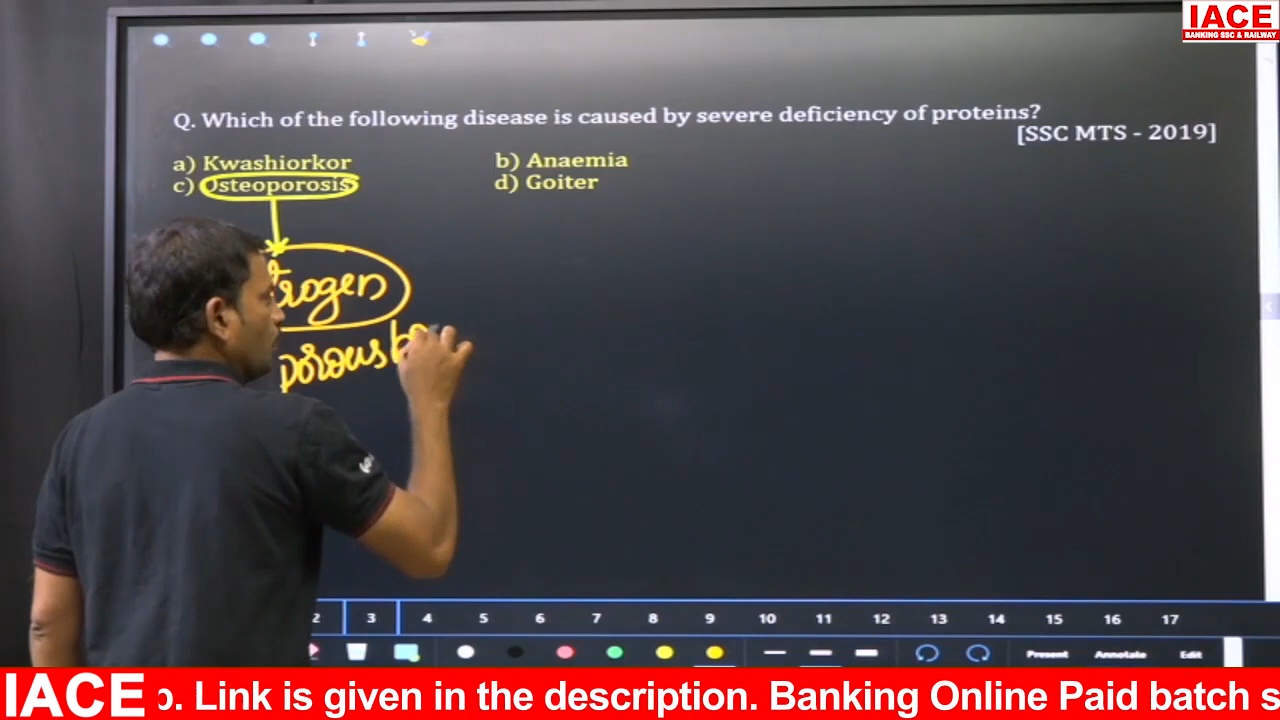 IACE
BANKING SSC & RAILWAY
Q. Which of the following disease is caused by severe deficiency of proteins?
[SSC MTS - 2019]
a) Kwashiorkor b) Anaemia
c) Osteoporosis d) Goiter
porous
2 3 4 5 6 7 8 9 10 11 12 13 14 15 16 17
Present Annotate Edit
IACE
. Link is given in the description. Banking Online Paid batch